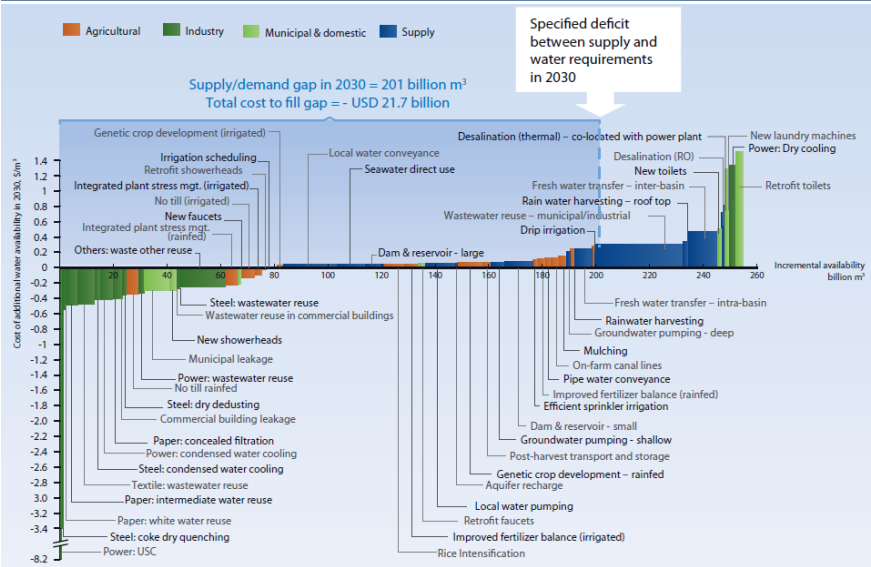 Agricultural
Industry
Municipal & domestic
Supply
Specified deficit
between supply and
water requirements
in 2030
Supply/demand gap in 2030 = 201 billion m³
Total cost to fill gap = - USD 21.7 billion
Genetic crop development (irrigated)
Irrigation scheduling
Retrofit showerheads
Integrated plant stress mgt. (irrigated)
No till (irrigated)
New faucets
Integrated plant stress mgt.
(rainfed)
Others: waste other reuse
Local water conveyance
Seawater direct use
Dam & reservoir - large
Desalination (thermal) – co-located with power plant
Desalination (RO)
New toilets
Fresh water transfer – inter-basin
Rain water harvesting – roof top
Wastewater reuse – municipal/industrial
Drip irrigation
New laundry machines
Power: Dry cooling
Retrofit toilets
Cost of additional water availability in 2030, $/m³
1.4
1.2
1
0.8
0.6
0.4
0.2
0
-0.2
-0.4
-0.6
-0.8
-1
-1.2
-1.4
-1.6
-1.8
-2.0
-2.2
-2.4
-2.6
-2.8
3.0
-3.2
-3.4
-8.2
20 40 60 80 100 120 140 160 180 200 220 240 260
Incremental availability
billion m³
Steel: wastewater reuse
Wastewater reuse in commercial buildings
New showerheads
Municipal leakage
Power: wastewater reuse
No till rainfed
Steel: dry dedusting
Commercial building leakage
Paper: concealed filtration
Power: condensed water cooling
Steel: condensed water cooling
Textile: wastewater reuse
Paper: intermediate water reuse
Paper: white water reuse
Steel: coke dry quenching
Power: USC
Fresh water transfer – intra-basin
Rainwater harvesting
Groundwater pumping - deep
Mulching
On-farm canal lines
Pipe water conveyance
Improved fertilizer balance (rainfed)
Efficient sprinkler irrigation
Dam & reservoir - small
Groundwater pumping - shallow
Post-harvest transport and storage
Genetic crop development – rainfed
Aquifer recharge
Local water pumping
Retrofit faucets
Improved fertilizer balance (irrigated)
Rice Intensification